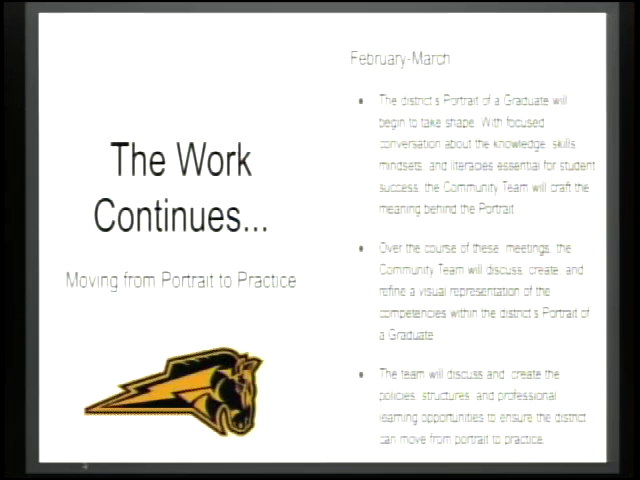 The Work
Continues...
Moving from Portrait to Practice
February-March
• The district's Portrait of a Graduate will
begin to take shape. With focused
conversation about the knowledge, skills
mindsets, and literacies essential for student
success, the Community Team will craft the
meaning behind the Portrait
• Over the course of these meetings, the
Community Team will discuss, create, and
refine a visual representation of the
competencies within the district's Portrait of
a Graduate
• The team will discuss and create the
policies, structures, and professional
learning opportunities to ensure the district
can move from portrait to practice.